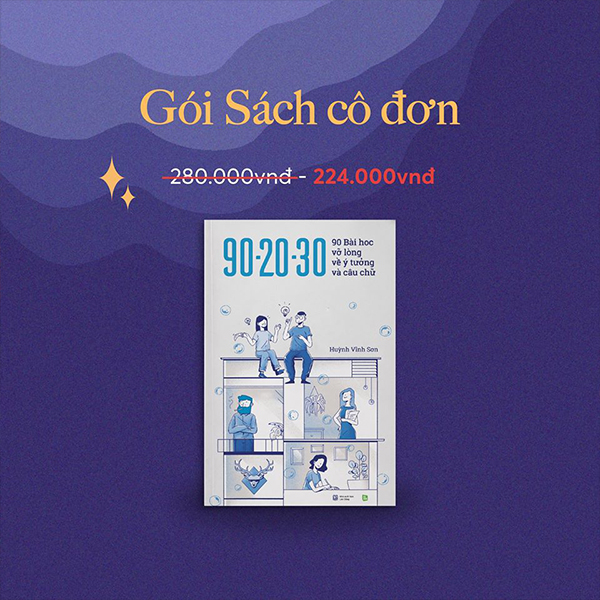 Gói Sách cô đơn
280.000vnđ - 224.000vnđ
90-20-30
90 Bài học
vỡ lòng
về ý tưởng
và câu chữ
Huỳnh Vĩnh Sơn